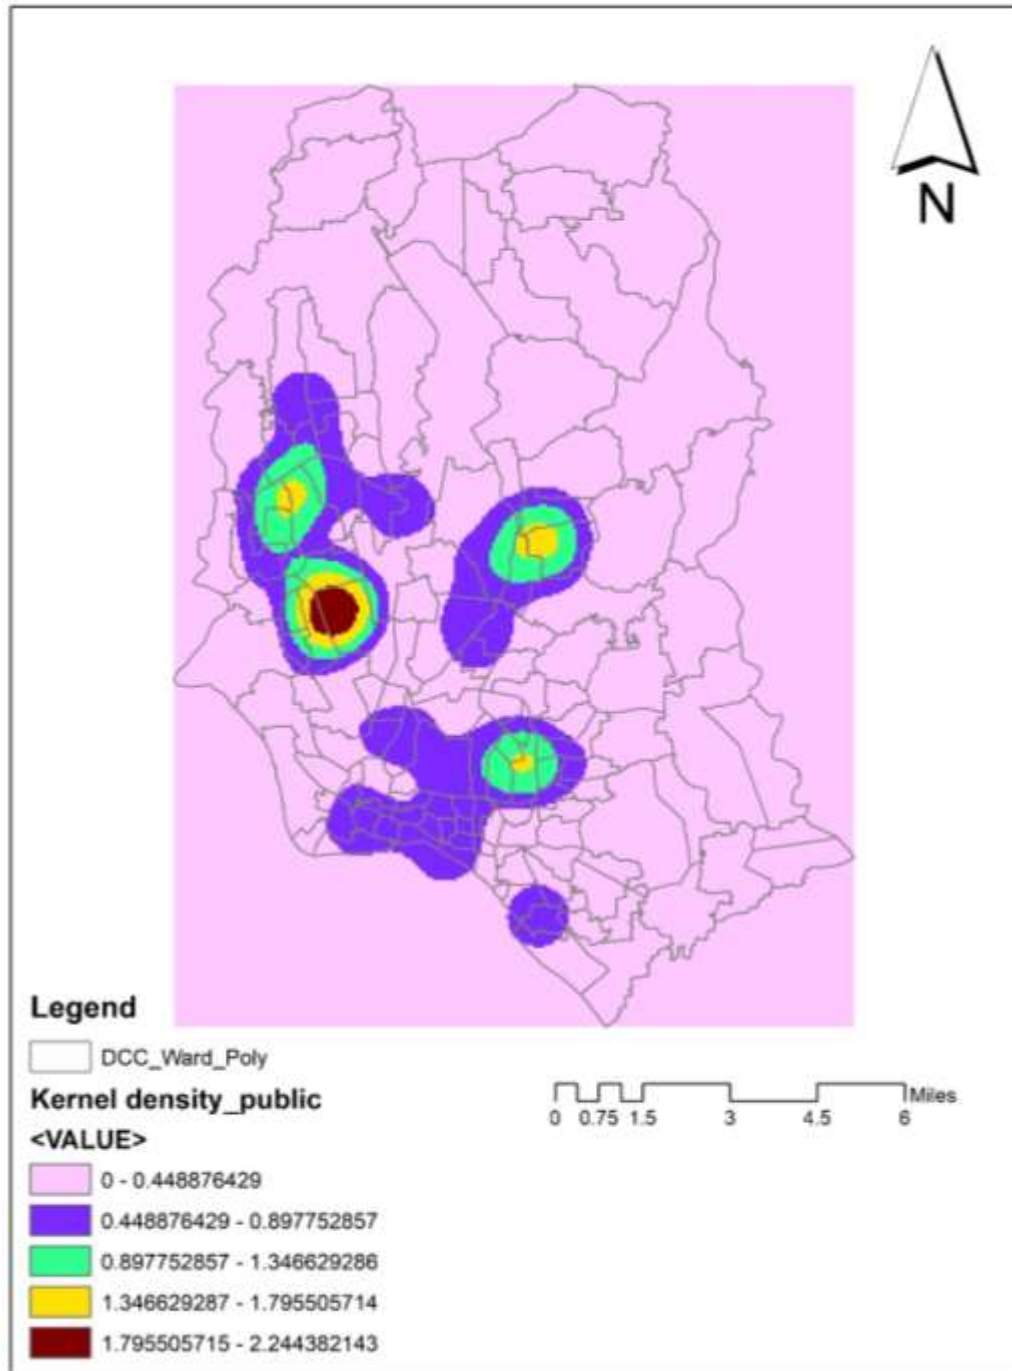 N
Legend
DCC_Ward_Poly
Kernel density_public
<VALUE>
0 - 0.448876429
0.448876429 - 0.897752857
0.897752857 - 1.346629286
1.346629287 - 1.795505714
1.795505715 - 2.244382143
Miles
0 0.75 1.5 3 4.5 6